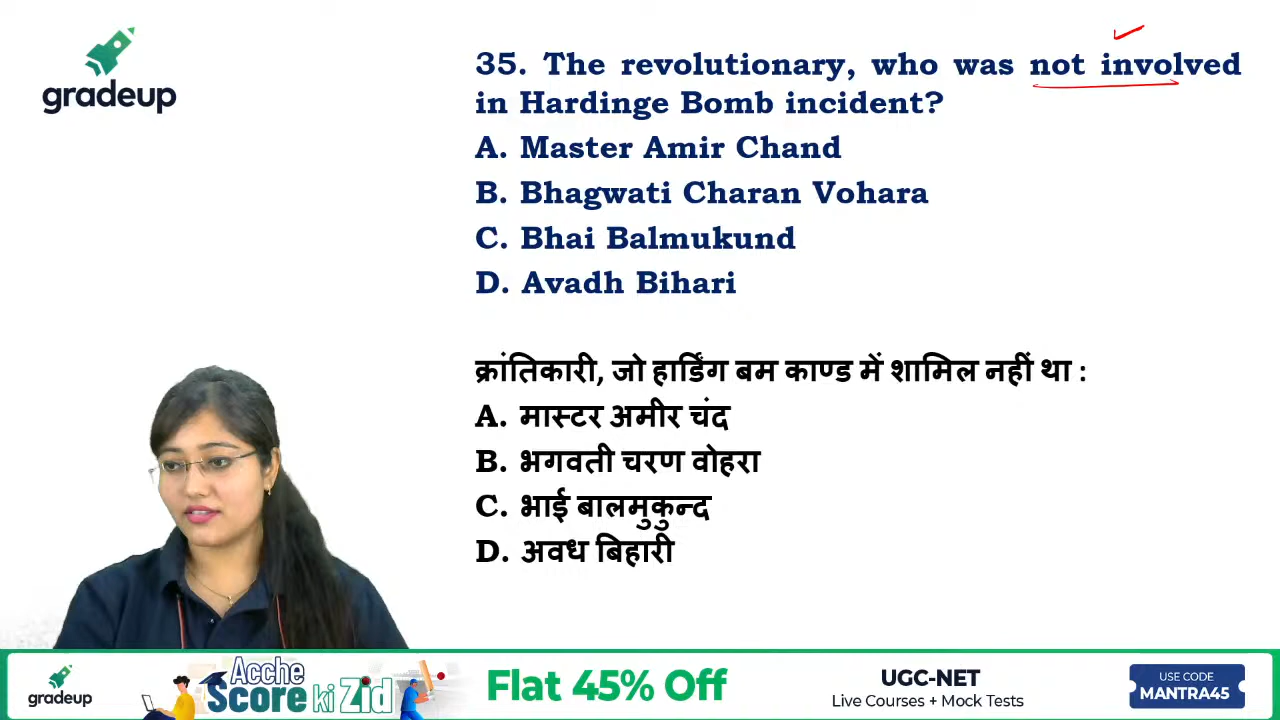 gradeup
35. The revolutionary, who was not involved
in Hardinge Bomb incident?
A. Master Amir Chand
B. Bhagwati Charan Vohara
C. Bhai Balmukund
D. Avadh Bihari
क्रांतिकारी, जो हार्डिंग बम काण्ड में शामिल नहीं था :
A. मास्टर अमीर चंद
B. भगवती चरण वोहरा
C. भाई बालमुकुन्द
D. अवध बिहारी
gradeup
Acche
Score ki Zid
Flat 45% Off
UGC-NET
Live Courses + Mock Tests
USE CODE
MANTRA45